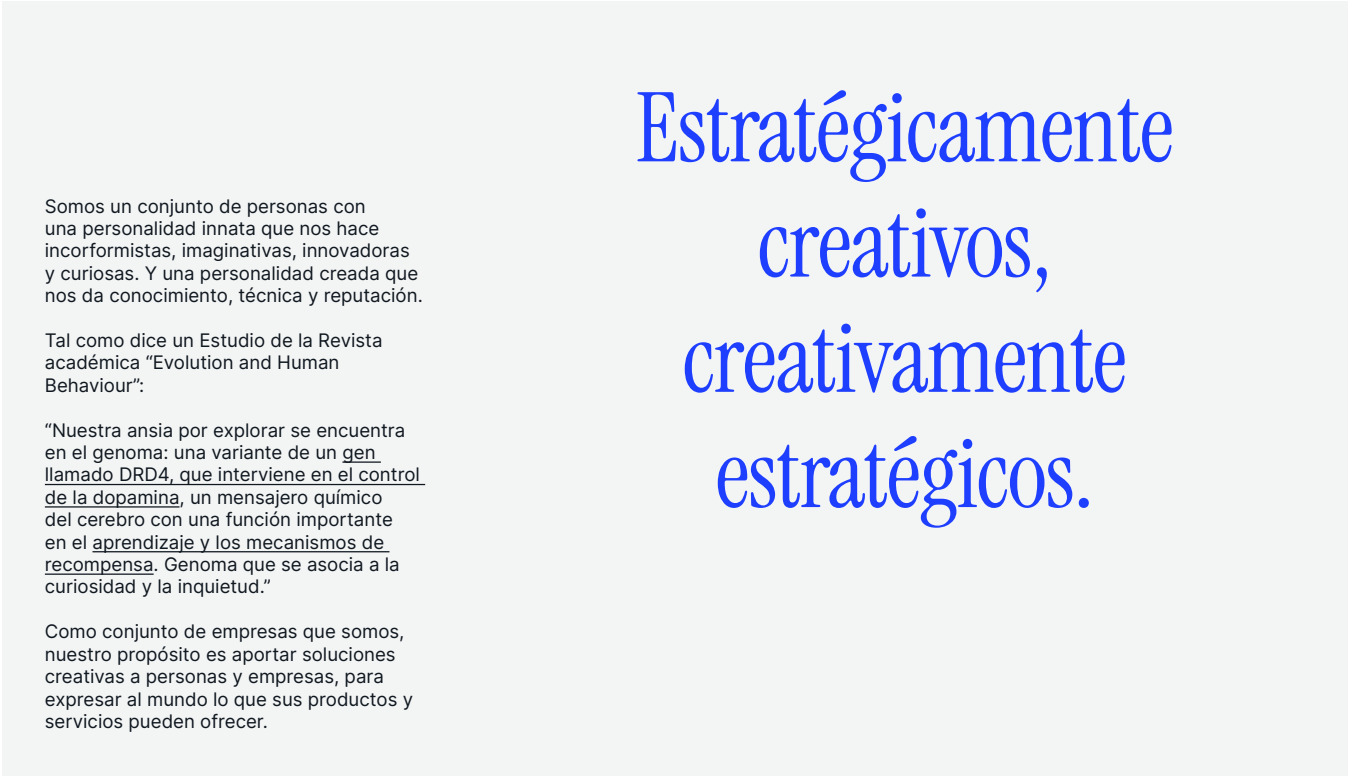 Estratégicamente
creativos,
creativamente
estratégicos.
Somos un conjunto de personas con
una personalidad innata que nos hace
incorformistas, imaginativas, innovadoras
y curiosas. Y una personalidad creada que
nos da conocimiento, técnica y reputación.
Tal como dice un Estudio de la Revista
académica “Evolution and Human
Behaviour”:
“Nuestra ansia por explorar se encuentra
en el genoma: una variante de un gen
llamado DRD4, que interviene en el control
de la dopamina, un mensajero químico
del cerebro con una función importante
en el aprendizaje y los mecanismos de
recompensa. Genoma que se asocia a la
curiosidad y la inquietud.”
Como conjunto de empresas que somos,
nuestro propósito es aportar soluciones
creativas a personas y empresas, para
expresar al mundo lo que sus productos y
servicios pueden ofrecer.